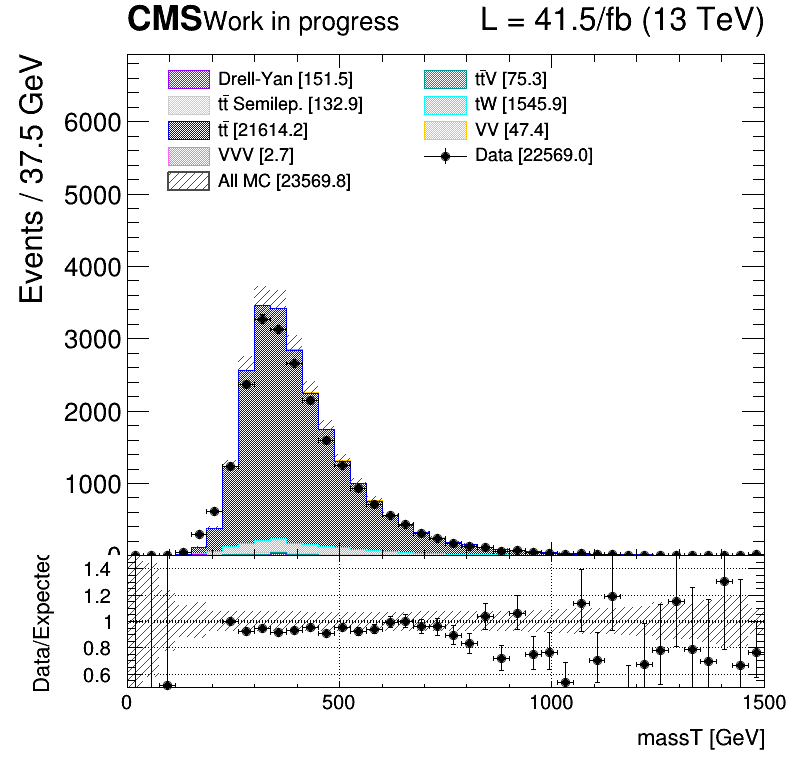 CMS Work in progress L = 41.5/fb (13 TeV)
Events / 37.5 GeV
Drell-Yan [151.5]
tt̄ Semilep. [132.9]
tt̄ [21614.2]
VVV [2.7]
All MC [23569.8]
tt̄V [75.3]
tW [1545.9]
VV [47.4]
Data [22569.0]
6000
5000
4000
3000
2000
1000
0
Data/Expected
1.4
1.2
1
0.8
0.6
0 500 1000 1500
massT [GeV]